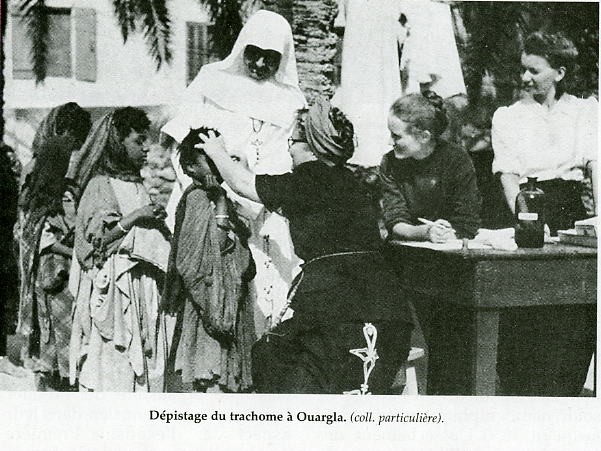 Dépistage du trachome à Ouargla. (coll. particulière).